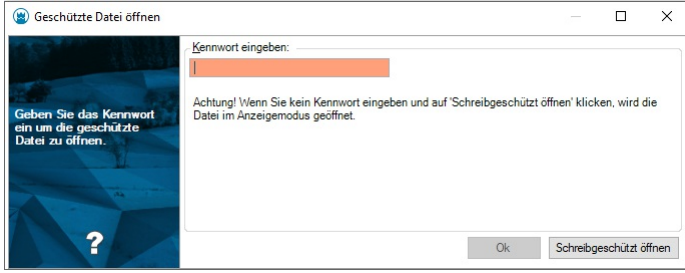 Geschützte Datei öffnen
Kennwort eingeben:
Geben Sie das Kennwort
ein um die geschützte
Datei zu öffnen.
Achtung! Wenn Sie kein Kennwort eingeben und auf 'Schreibgeschützt öffnen' klicken, wird die
Datei im Anzeigemodus geöffnet.
?
Ok
Schreibgeschützt öffnen